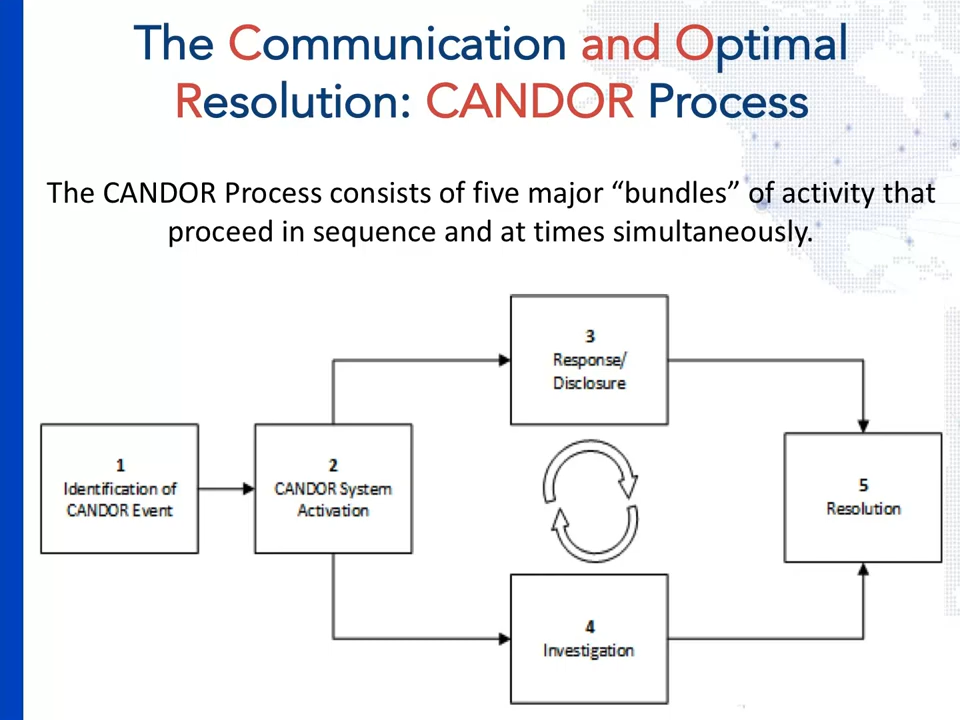 The Communication and Optimal
Resolution: CANDOR Process
The CANDOR Process consists of five major “bundles” of activity that
proceed in sequence and at times simultaneously.
1
Identification of
CANDOR Event
2
CANDOR System
Activation
3
Response/
Disclosure
4
Investigation
5
Resolution